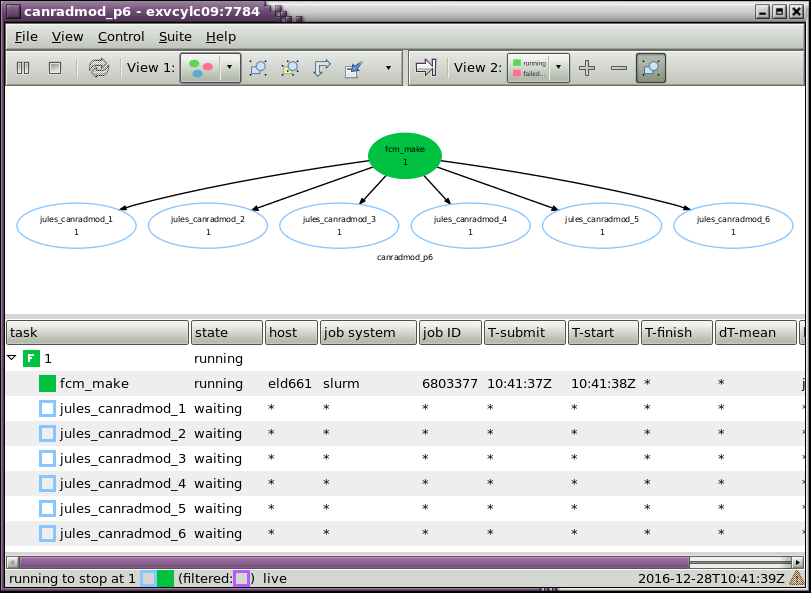 canradmod_p6 - exvcylc09:7784
File View Control Suite Help
View 1: View 2: running failed...
fcm_make
1
jules_canradmod_1 jules_canradmod_2 jules_canradmod_3 jules_canradmod_4 jules_canradmod_5 jules_canradmod_6
1 1 1 1 1 1
canradmod_p6
task state host job system job ID T-submit T-start T-finish dT-mean
F 1 running
fcm_make running eld661 slurm 6803377 10:41:37Z 10:41:38Z * *
jules_canradmod_1 waiting * * * * * * *
jules_canradmod_2 waiting * * * * * * *
jules_canradmod_3 waiting * * * * * * *
jules_canradmod_4 waiting * * * * * * *
jules_canradmod_5 waiting * * * * * * *
jules_canradmod_6 waiting * * * * * * *
running to stop at 1 (filtered: ) live 2016-12-28T10:41:39Z